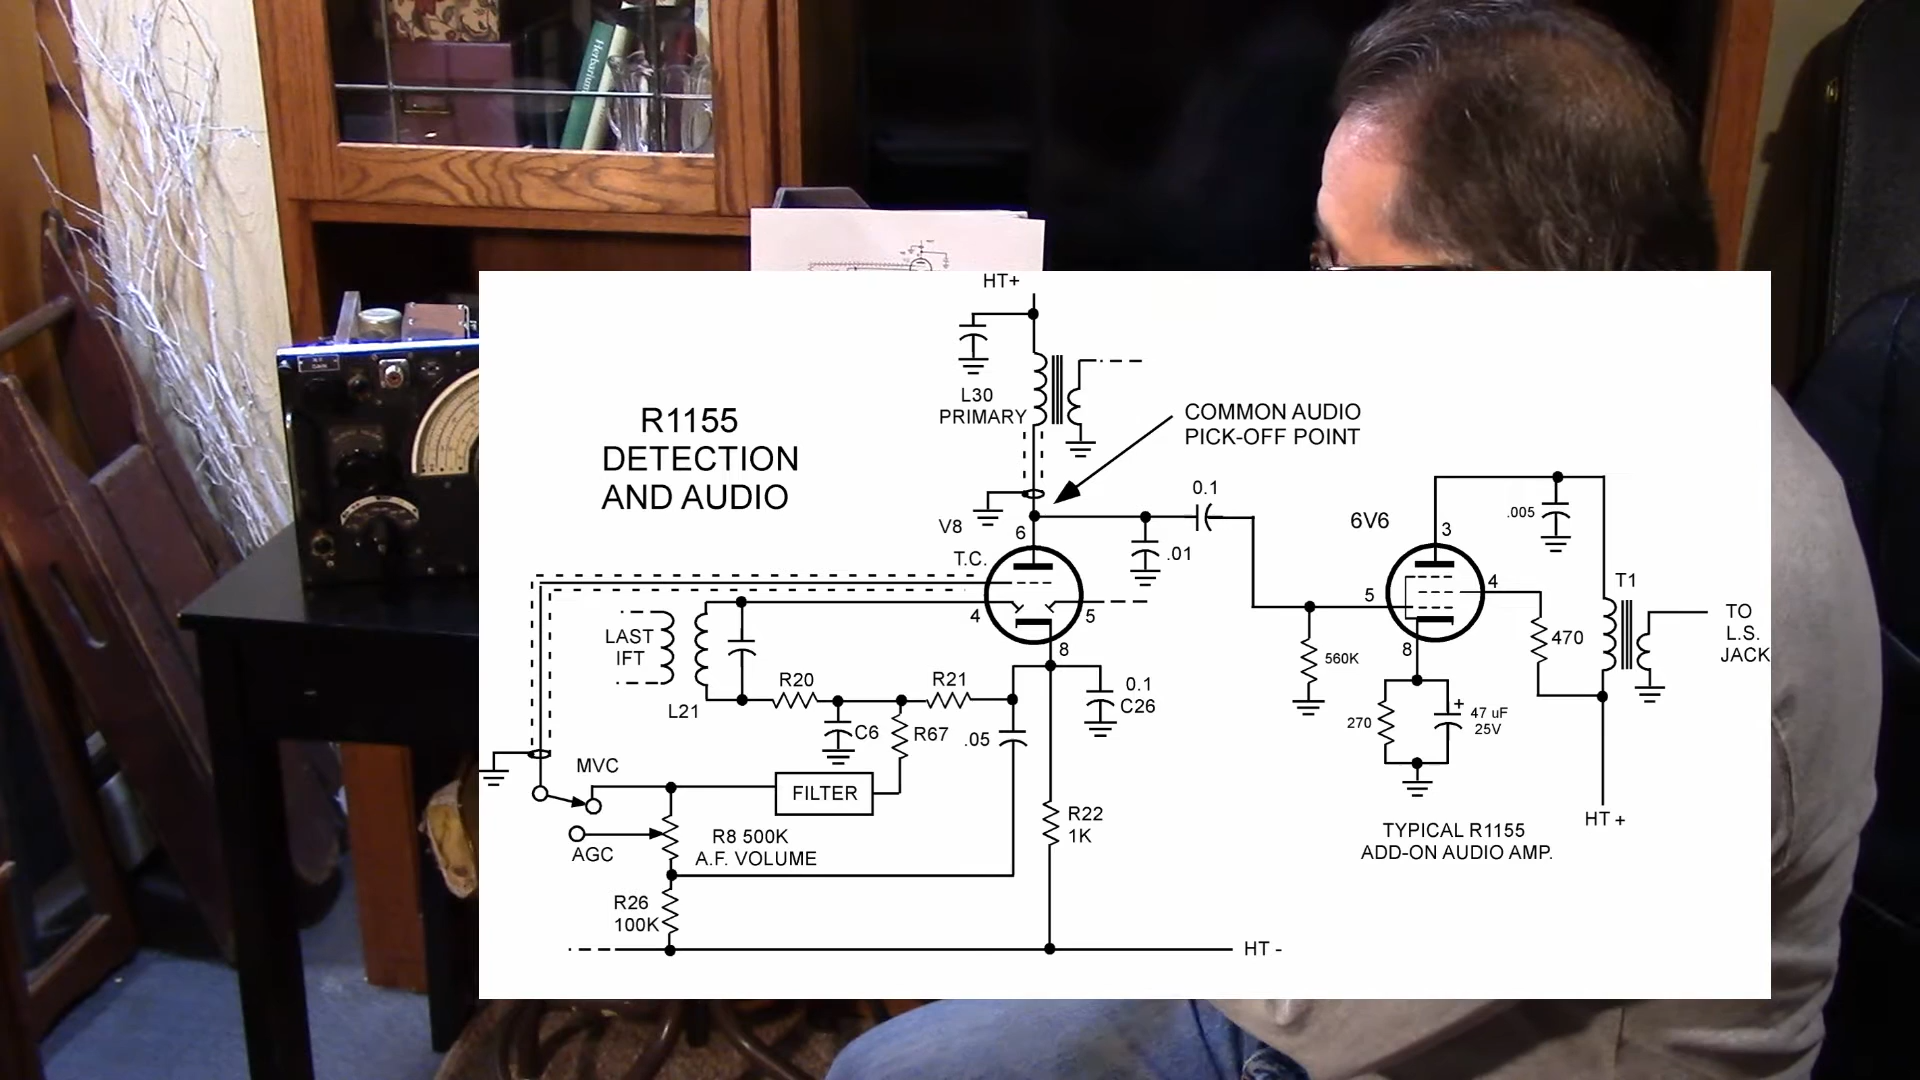 Herbarium
HT+
L30
PRIMARY
COMMON AUDIO
PICK-OFF POINT
R1155
DETECTION
AND AUDIO
0.1
6V6
3
.005
V8
6
T.C.
.01
4
5
5
4
T1
LAST
IFT
8
560K
8
470
TO
L.S.
JACK
L21
R20
R21
0.1
C26
C6
R67
.05
270
+
47 uF
25V
MVC
FILTER
R8 500K
A.F. VOLUME
AGC
R22
1K
HT +
TYPICAL R1155
ADD-ON AUDIO AMP.
R26
100K
HT -